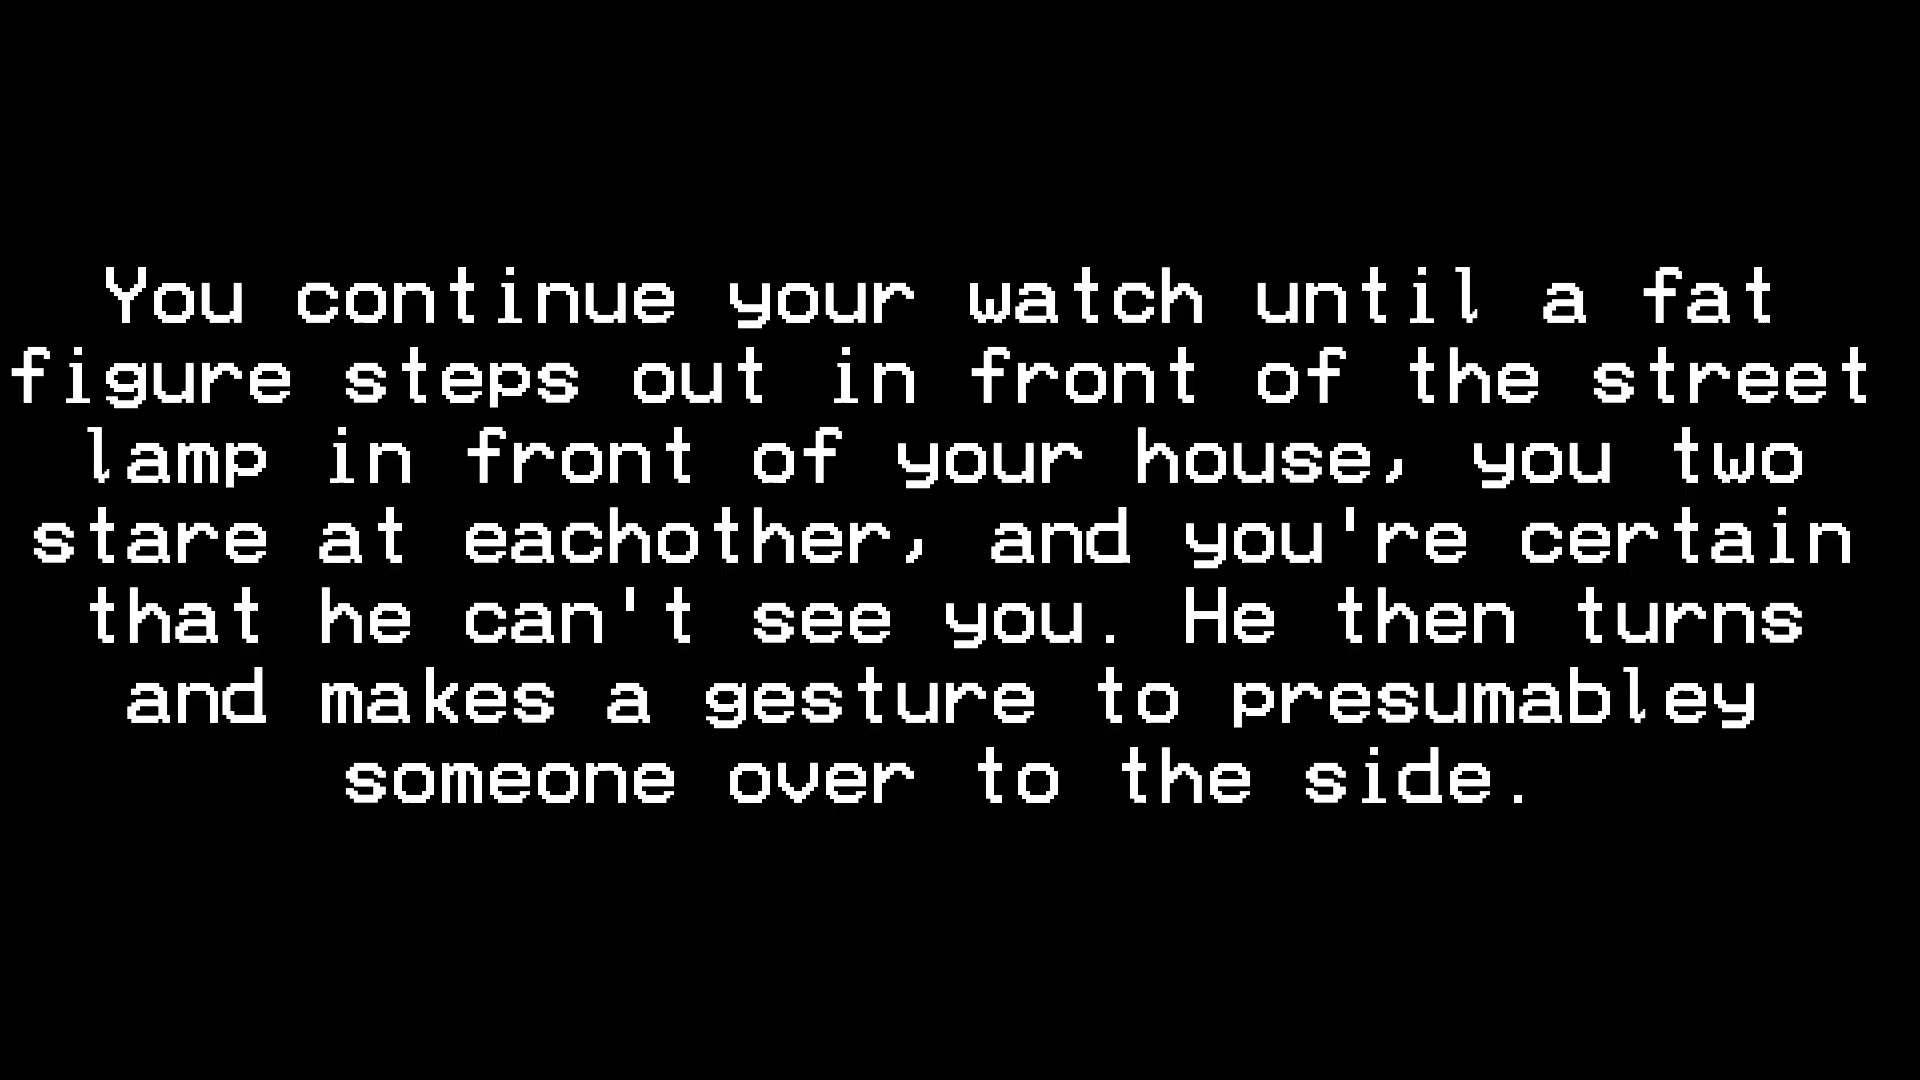 You continue your watch until a fat
figure steps out in front of the street
lamp in front of your house, you two
stare at eachother, and you're certain
that he can't see you. He then turns
and makes a gesture to presumabley
someone over to the side.